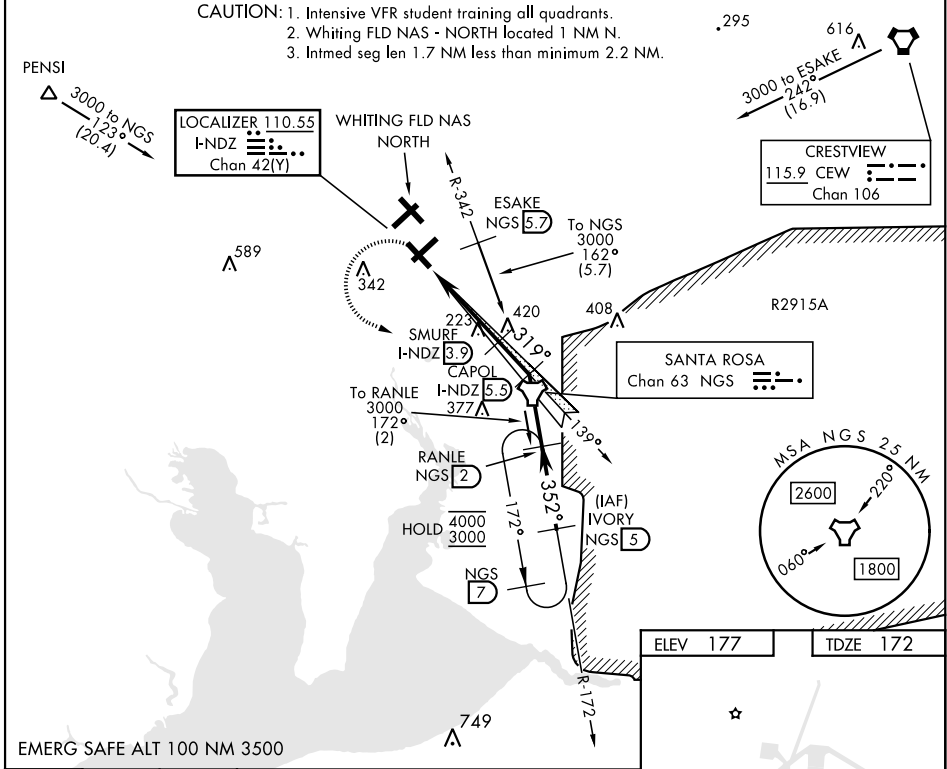 CAUTION: 1. Intensive VFR student training all quadrants.
2. Whiting FLD NAS - NORTH located 1 NM N.
3. Intmed seg len 1.7 NM less than minimum 2.2 NM.
.295
616
3000 to ESAKE
242°
(16.9)
PENSI
3000 to NGS
123°
(20.4)
LOCALIZER 110.55
I-NDZ
Chan 42(Y)
WHITING FLD NAS
NORTH
CRESTVIEW
115.9 CEW
Chan 106
R-342
ESAKE
NGS 5.7
To NGS
3000
162°
(5.7)
589
342
R2915A
420
408
223
319°
SMURF
I-NDZ 3.9
SANTA ROSA
Chan 63 NGS
CAPOL
I-NDZ 5.5
377
To RANLE
3000
172°
(2)
139°
RANLE
NGS 2
MSA NGS 25 NM
220°
2600
060°
1800
352°
172°
(IAF)
IVORY
NGS 5
HOLD 4000
3000
NGS
7
ELEV 177
TDZE 172
R-172
749
EMERG SAFE ALT 100 NM 3500